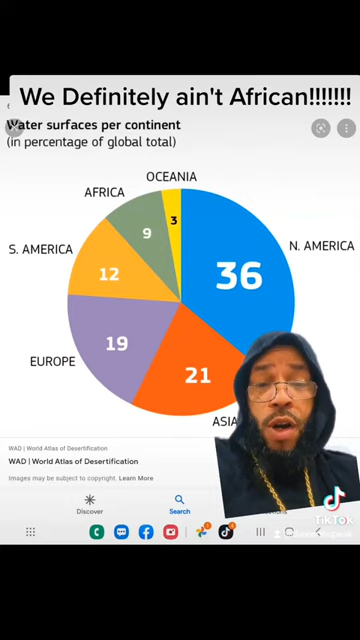 We Definitely ain't African!!!!!!!
Water surfaces per continent
(in percentage of global total)
OCEANIA
AFRICA
3
9
S. AMERICA
N. AMERICA
12
36
19
EUROPE
21
ASIA
WAD | World Atlas of Desertification
WAD | World Atlas of Desertification
Images may be subject to copyright. Learn More
Discover
Search
TikTok